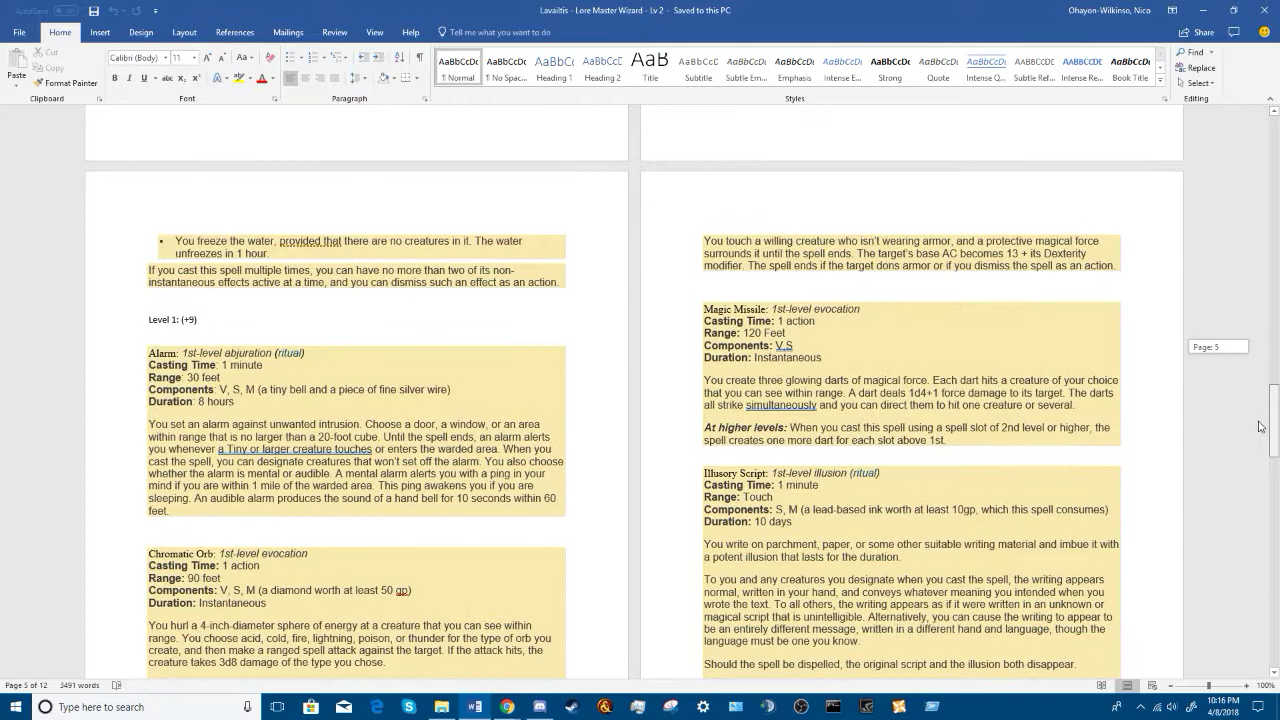 AutoSave
Lavailtis - Lore Master Wizard - Lv 2 - Saved to this PC
Ohayon-Wilkinso, Nico
File Home Insert Design Layout References Mailings Review View Help Tell me what you want to do Share
Paste
Cut
Copy
Format Painter
Clipboard
Calibri (Body) 11
Font
Paragraph
AaBbCcDc AaBbCcDc AaBbCc AaBbCcC AaB AaBbCcD AaBbCcDc AaBbCcDc AaBbCcDc AaBbCcDc AaBbCcDc AaBbCcDc AaBbCcDc AaBbCcDc AaBbCcDc
¶ Normal ¶ No Spac... Heading 1 Heading 2 Title Subtitle Subtle Em... Emphasis Intense E... Strong Quote Intense Q... Subtle Ref... Intense Re... Book Title
Styles
Find
Replace
Select
Editing
▪ You freeze the water, provided that there are no creatures in it. The water
unfreezes in 1 hour.
If you cast this spell multiple times, you can have no more than two of its non-
instantaneous effects active at a time, and you can dismiss such an effect as an action.
Level 1: (+9)
Alarm: 1st-level abjuration (ritual)
Casting Time: 1 minute
Range: 30 feet
Components: V, S, M (a tiny bell and a piece of fine silver wire)
Duration: 8 hours
You set an alarm against unwanted intrusion. Choose a door, a window, or an area
within range that is no larger than a 20-foot cube. Until the spell ends, an alarm alerts
you whenever a Tiny or larger creature touches or enters the warded area. When you
cast the spell, you can designate creatures that won't set off the alarm. You also choose
whether the alarm is mental or audible. A mental alarm alerts you with a ping in your
mind if you are within 1 mile of the warded area. This ping awakens you if you are
sleeping. An audible alarm produces the sound of a hand bell for 10 seconds within 60
feet.
Chromatic Orb: 1st-level evocation
Casting Time: 1 action
Range: 90 feet
Components: V, S, M (a diamond worth at least 50 gp)
Duration: Instantaneous
You hurl a 4-inch-diameter sphere of energy at a creature that you can see within
range. You choose acid, cold, fire, lightning, poison, or thunder for the type of orb you
create, and then make a ranged spell attack against the target. If the attack hits, the
creature takes 3d8 damage of the type you chose.
You touch a willing creature who isn't wearing armor, and a protective magical force
surrounds it until the spell ends. The target's base AC becomes 13 + its Dexterity
modifier. The spell ends if the target dons armor or if you dismiss the spell as an action.
Magic Missile: 1st-level evocation
Casting Time: 1 action
Range: 120 Feet
Components: V,S
Duration: Instantaneous
You create three glowing darts of magical force. Each dart hits a creature of your choice
that you can see within range. A dart deals 1d4+1 force damage to its target. The darts
all strike simultaneously and you can direct them to hit one creature or several.
At higher levels: When you cast this spell using a spell slot of 2nd level or higher, the
spell creates one more dart for each slot above 1st.
Illusory Script: 1st-level illusion (ritual)
Casting Time: 1 minute
Range: Touch
Components: S, M (a lead-based ink worth at least 10gp, which this spell consumes)
Duration: 10 days
You write on parchment, paper, or some other suitable writing material and imbue it with
a potent illusion that lasts for the duration.
To you and any creatures you designate when you cast the spell, the writing appears
normal, written in your hand, and conveys whatever meaning you intended when you
wrote the text. To all others, the writing appears as if it were written in an unknown or
magical script that is unintelligible. Alternatively, you can cause the writing to appear to
be an entirely different message, written in a different hand and language, though the
language must be one you know.
Should the spell be dispelled, the original script and the illusion both disappear.
Page: 5
Page 5 of 12 3491 words 100%
Type here to search
10:16 PM
4/8/2018